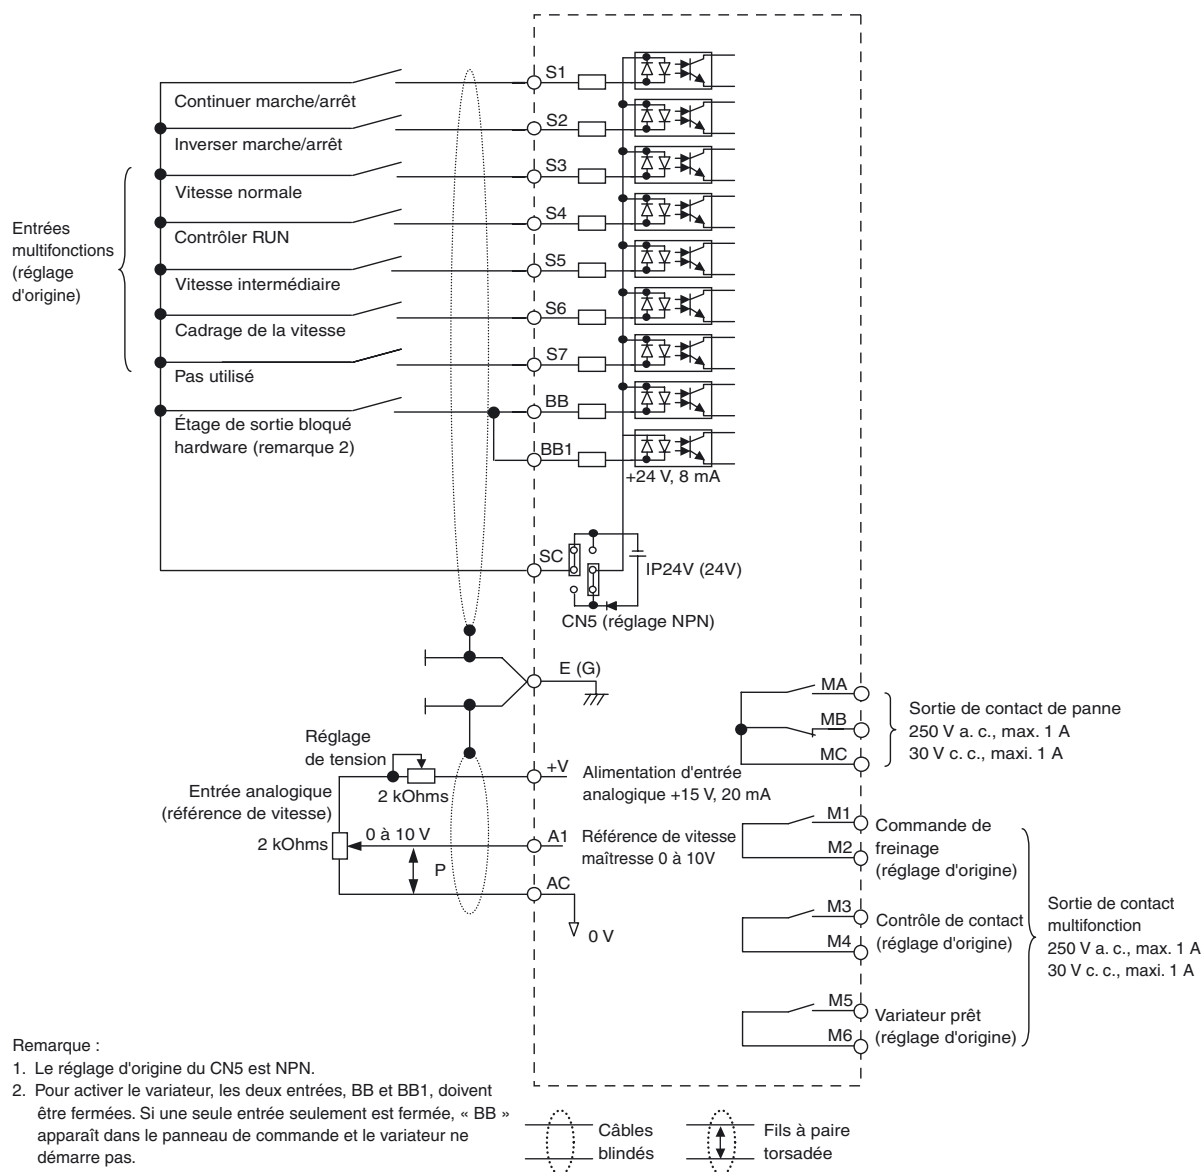 S1
Continuer marche/arrêt
S2
Inverser marche/arrêt
S3
Vitesse normale
S4
Contrôler RUN
S5
Vitesse intermédiaire
S6
Cadrage de la vitesse
S7
Pas utilisé
Entrées
multifonctions
(réglage
d'origine)
BB
Étage de sortie bloqué
hardware (remarque 2)
BB1
+24 V, 8 mA
SC
IP24V (24V)
CN5 (réglage NPN)
E (G)
MA
MB
MC
Sortie de contact de panne
250 V a. c., max. 1 A
30 V c. c., maxi. 1 A
Réglage
de tension
+V
2 kOhms
Alimentation d'entrée
analogique +15 V, 20 mA
Entrée analogique
(référence de vitesse)
2 kOhms
0 à 10 V
P
A1
Référence de vitesse
maîtresse 0 à 10V
AC
0 V
M1
M2
Commande de
freinage
(réglage d'origine)
M3
M4
Contrôle de contact
(réglage d'origine)
M5
M6
Variateur prêt
(réglage d'origine)
Sortie de contact
multifonction
250 V a. c., max. 1 A
30 V c. c., maxi. 1 A
Remarque :
1. Le réglage d'origine du CN5 est NPN.
2. Pour activer le variateur, les deux entrées, BB et BB1, doivent
être fermées. Si une seule entrée seulement est fermée, « BB »
apparaît dans le panneau de commande et le variateur ne
démarre pas.
Câbles
blindés
Fils à paire
torsadée